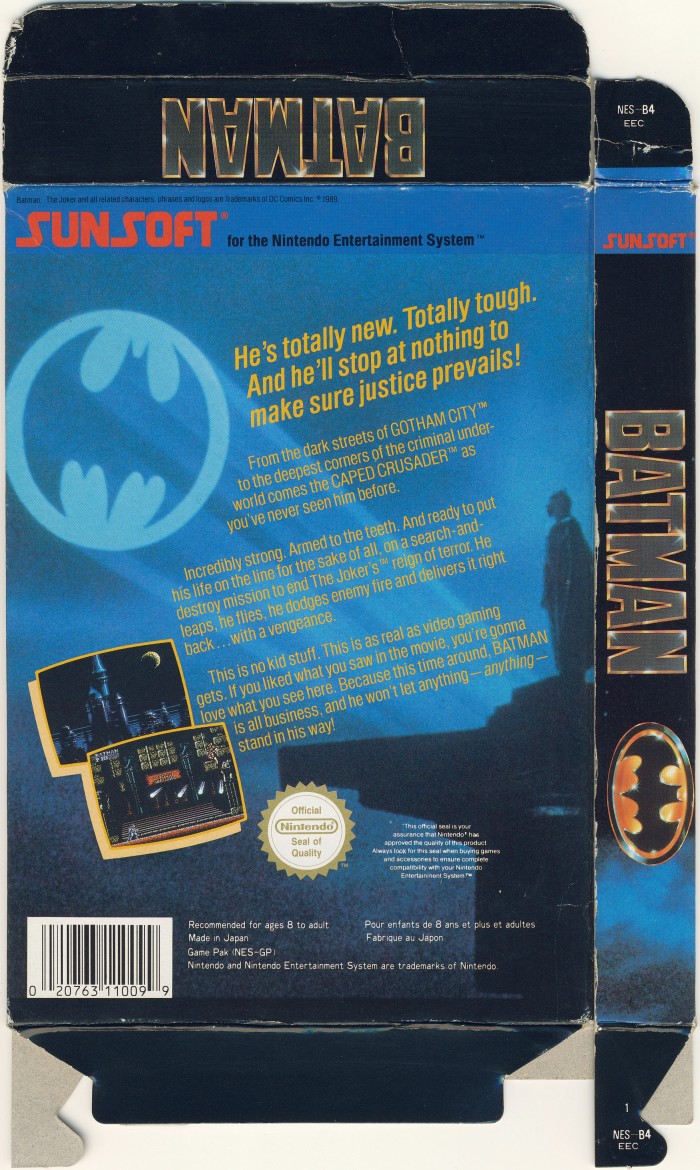 BATMAN
NES-B4
EEC
Batman, The Joker and all related characters, phrases and logos are Trademarks of DC Comics Inc. © 1989
SUNSOFT® for the Nintendo Entertainment System™
SUNSOFT®
He's totally new. Totally tough.
And he'll stop at nothing to
make sure justice prevails!
From the dark streets of GOTHAM CITY™
to the deepest corners of the criminal under-
world comes the CAPED CRUSADER™ as
you've never seen him before.
Incredibly strong. Armed to the teeth. And ready to put
his life on the line for the sake of all, on a search-and-
destroy mission to end The Joker's™ reign of terror. He
leaps, he flies, he dodges enemy fire and delivers it right
back...with a vengeance.
This is no kid stuff. This is as real as video gaming
gets. If you liked what you saw in the movie, you're gonna
love what you see here. Because this time around, BATMAN
is all business, and he won't let anything—anything—
stand in his way!
BATMAN
Official
Nintendo®
Seal of
Quality
™
"This official seal is your
assurance that Nintendo® has
approved the quality of this product
Always look for this seal when buying games
and accessories to ensure complete
compatibility with your Nintendo
Entertainment System™"
0 20763 11009 9
Recommended for ages 8 to adult
Made in Japan
Game Pak (NES-GP)
Pour enfants de 8 ans et plus et adultes
Fabrique au Japon
Nintendo and Nintendo Entertainment System are trademarks of Nintendo.
1
NES-B4
EEC